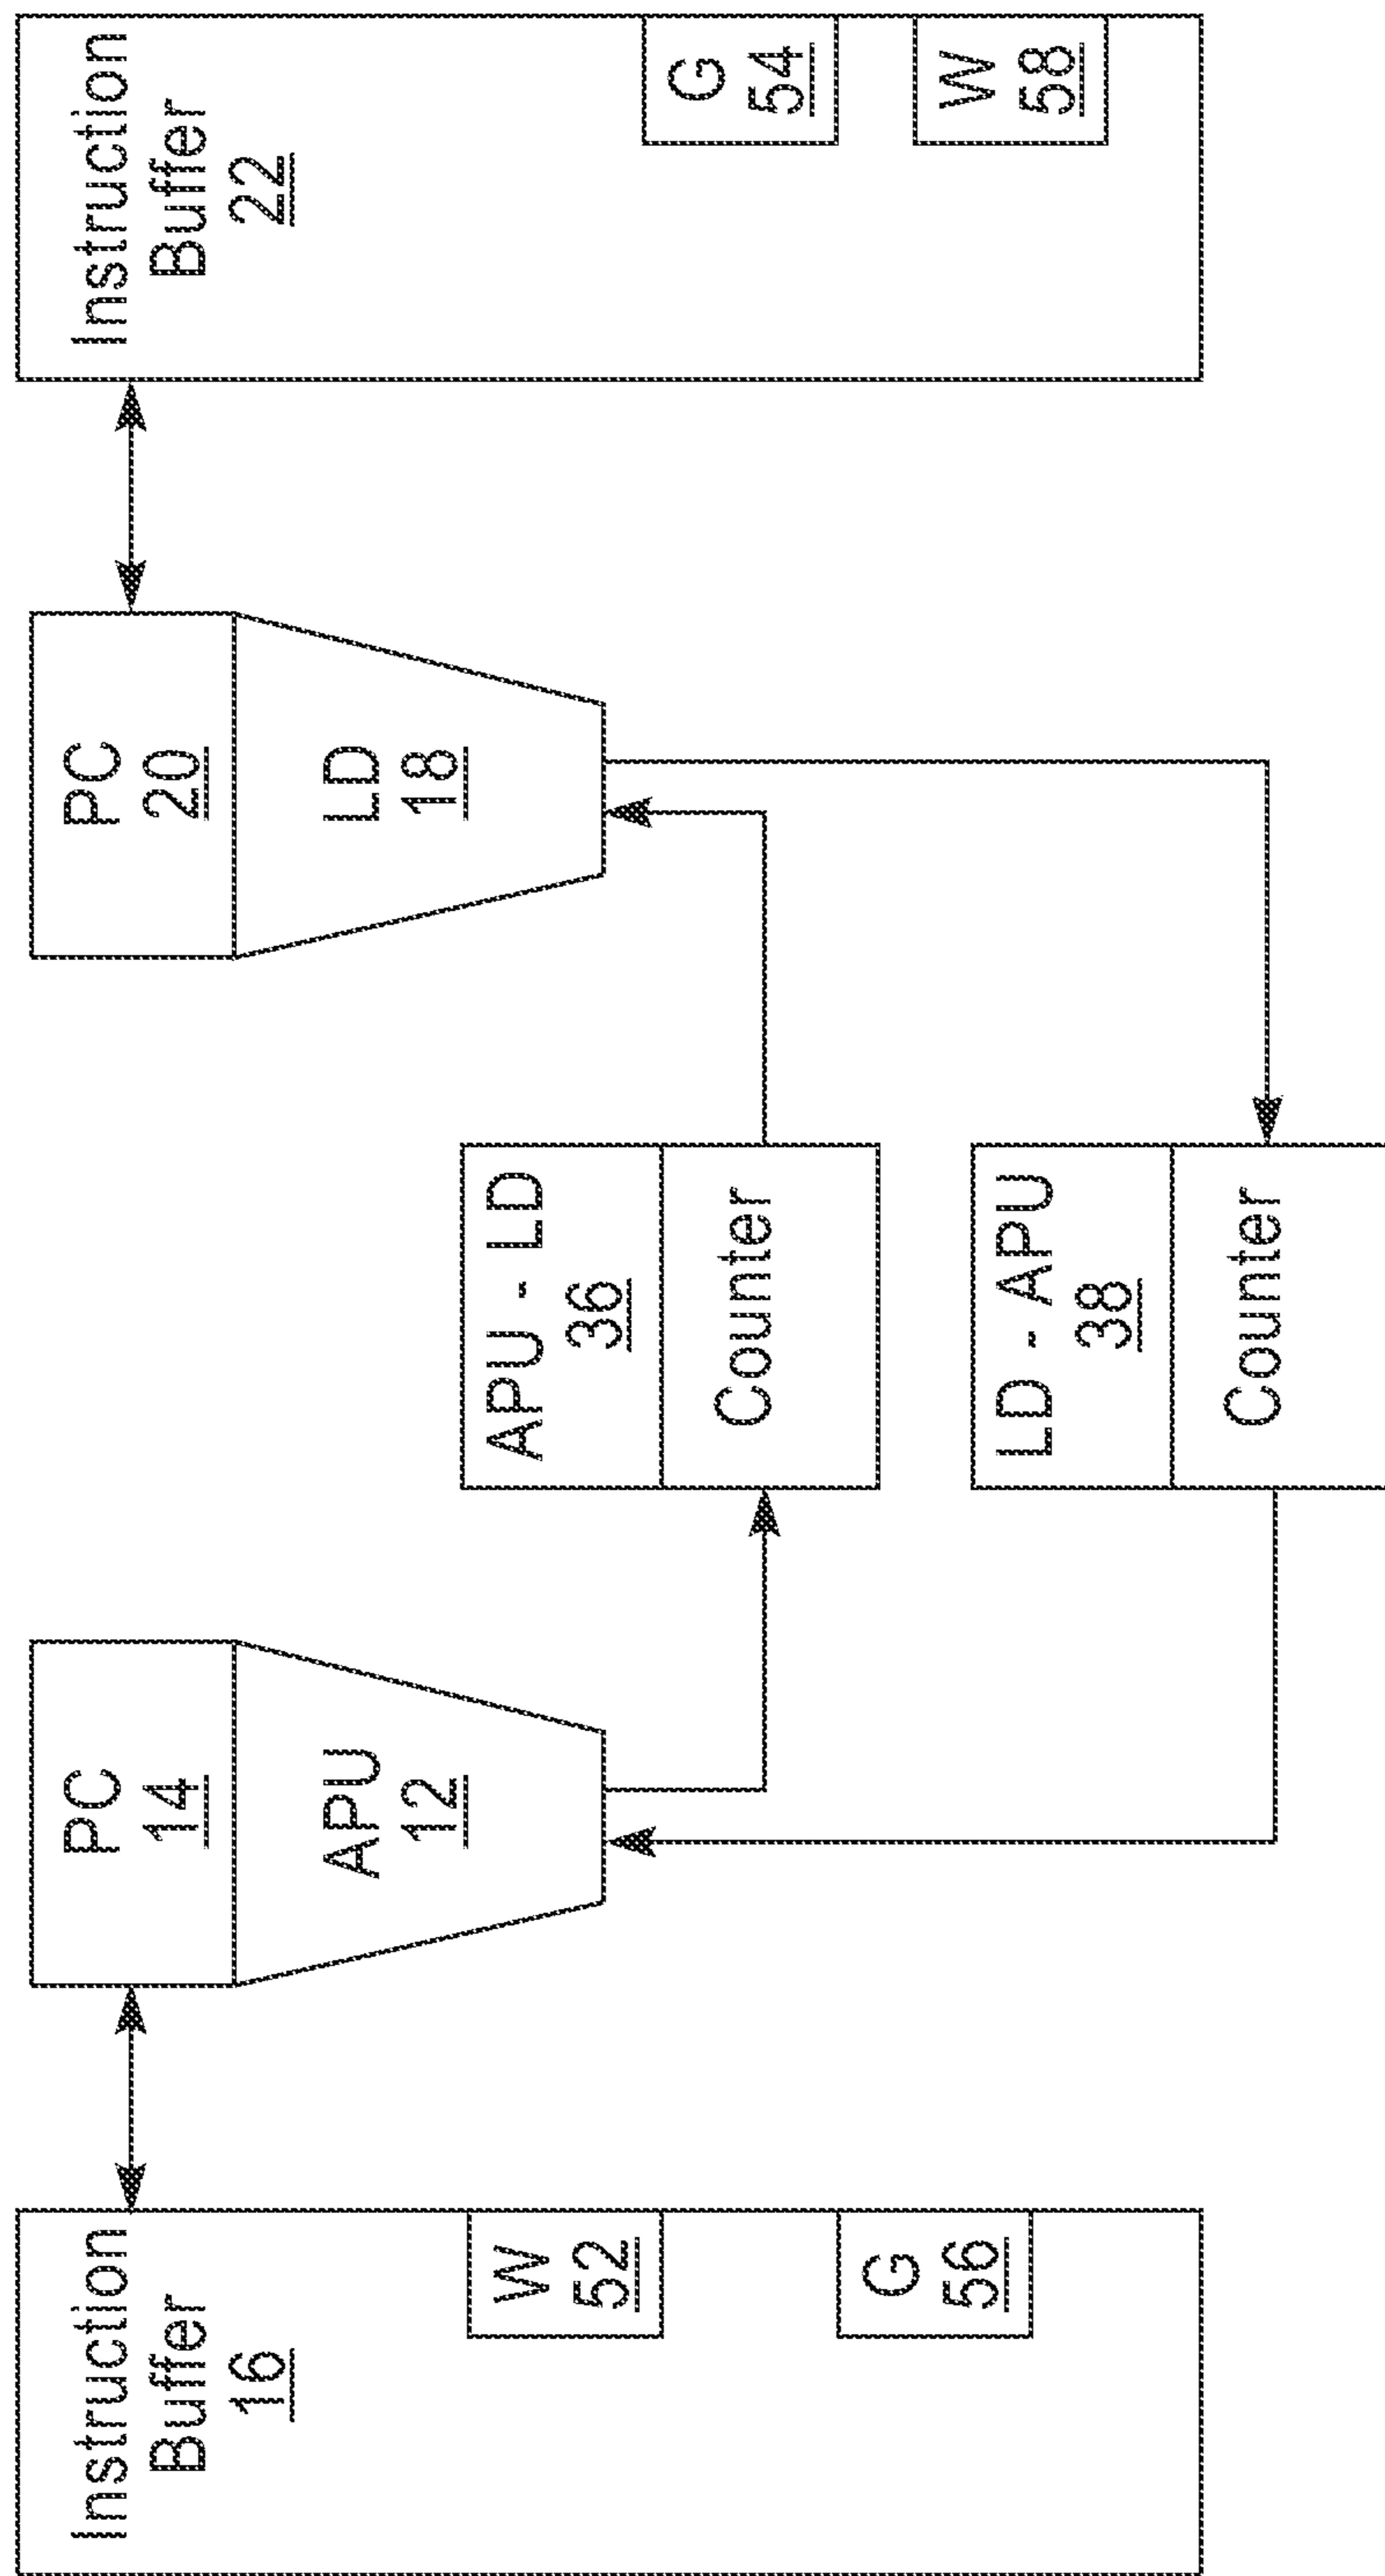 Instruction
Buffer
16
W
52
G
56
PC
14
APU
12
APU - LD
36
Counter
LD - APU
38
Counter
PC
20
LD
18
Instruction
Buffer
22
G
54
W
58